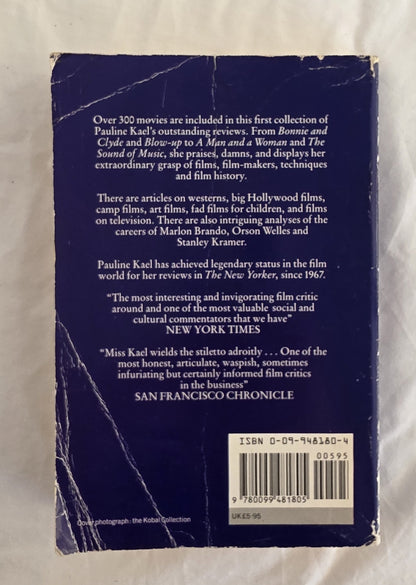 Over 300 movies are included in this first collection of
Pauline Kael's outstanding reviews. From Bonnie and
Clyde and Blow-up to A Man and a Woman and The
Sound of Music, she praises, damns, and displays her
extraordinary grasp of films, film-makers, techniques
and film history.
There are articles on westerns, big Hollywood films,
camp films, art films, fad films for children, and films
on television. There are also intriguing analyses of the
careers of Marlon Brando, Orson Welles and
Stanley Kramer.
Pauline Kael has achieved legendary status in the film
world for her reviews in The New Yorker, since 1967.
“The most interesting and invigorating film critic
around and one of the most valuable social and
cultural commentators that we have”
NEW YORK TIMES
“Miss Kael wields the stiletto adroitly . . . One of the
most honest, articulate, waspish, sometimes
infuriating but certainly informed film critics
in the business”
SAN FRANCISCO CHRONICLE
ISBN 0-09-948180-4
00595
9 780099 481805
UK£5·95
Cover photograph: the Kobal Collection